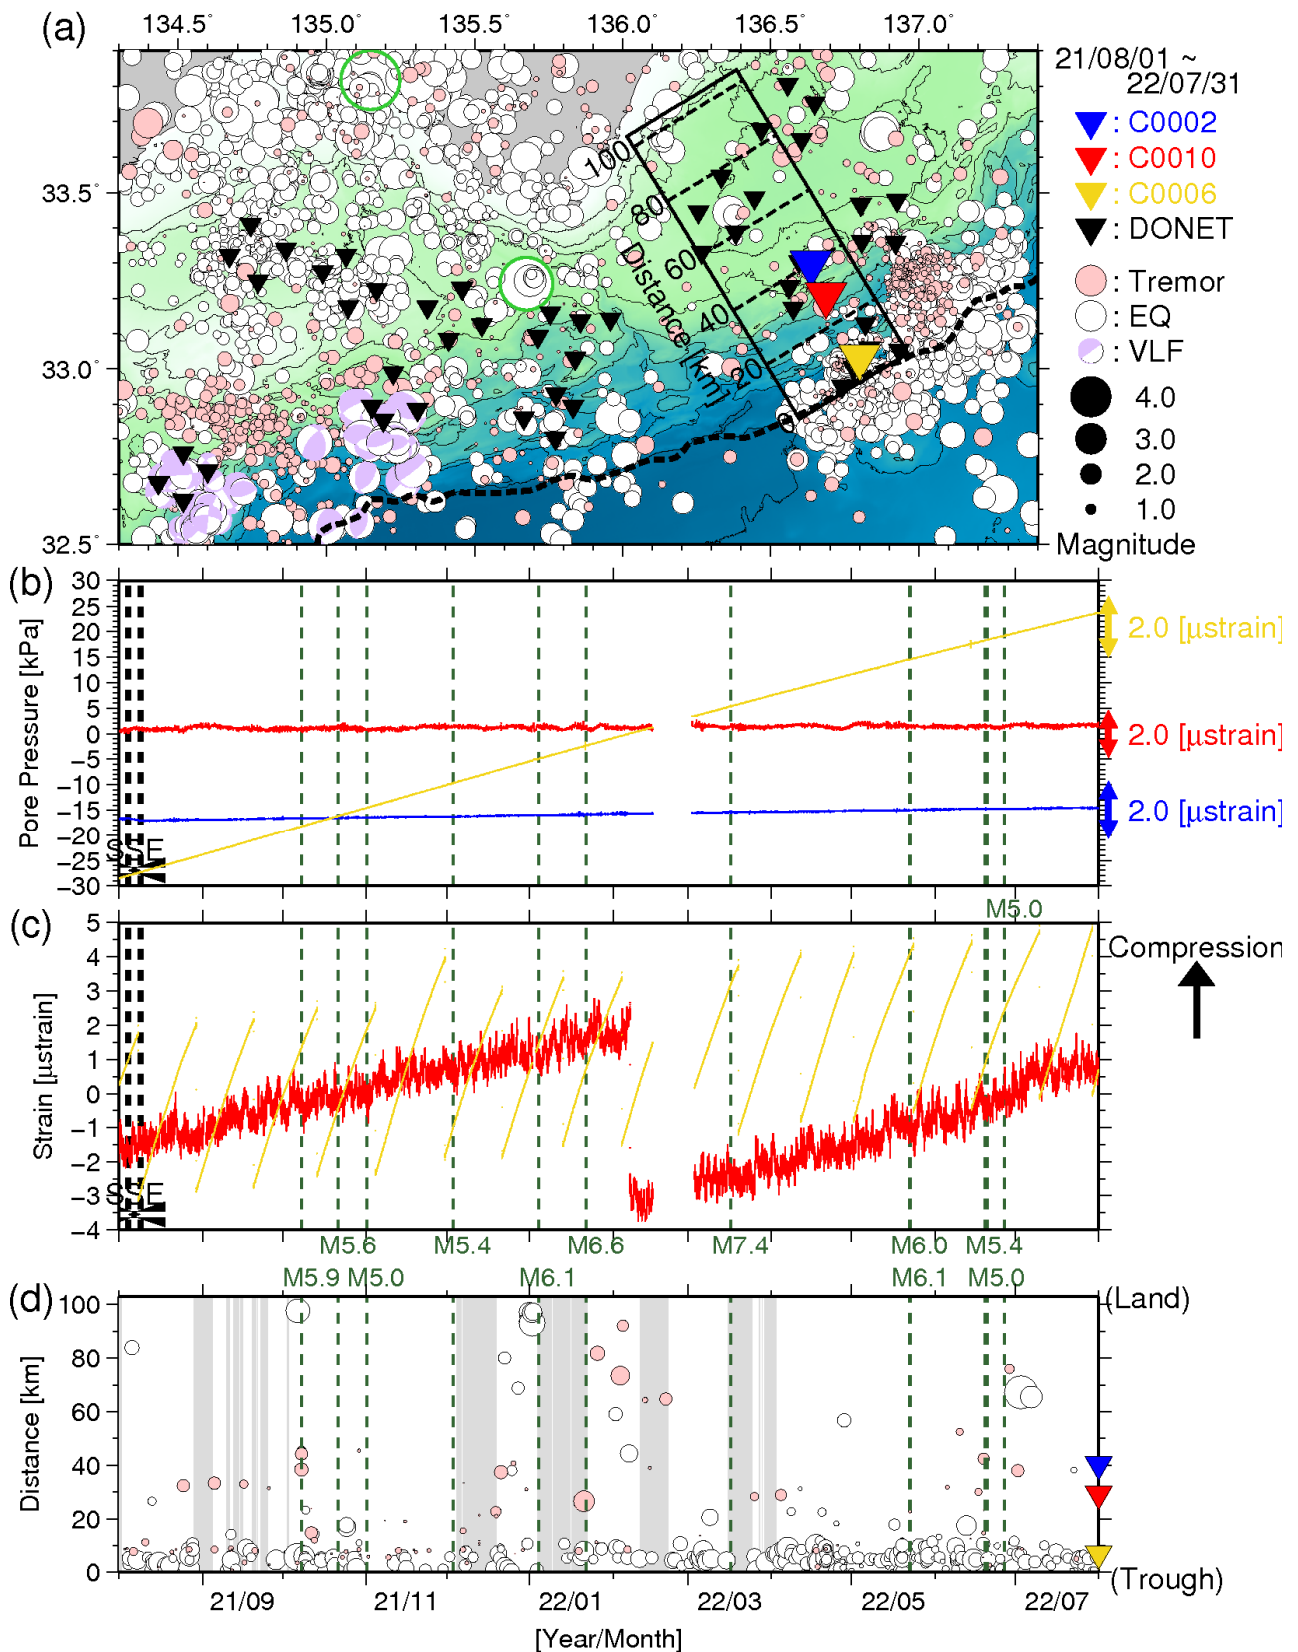 (a)
134.5° 135.0° 135.5° 136.0° 136.5° 137.0°
21/08/01 ~
22/07/31
: C0002
: C0010
: C0006
: DONET
: Tremor
: EQ
: VLF
4.0
3.0
2.0
1.0
Magnitude
33.5°
33.0°
32.5°
100
80
60
40
20
0
Distance [km]
(b)
30
25
20
15
10
5
0
−5
−10
−15
−20
−25
−30
Pore Pressure [kPa]
SSE
2.0 [μstrain]
2.0 [μstrain]
2.0 [μstrain]
M5.0
(c)
5
4
3
2
1
0
−1
−2
−3
−4
Strain [μstrain]
SSE
Compression
M5.6 M5.4 M6.6 M7.4 M6.0 M5.4
M5.9 M5.0 M6.1 M6.1 M5.0
(d)
100
80
60
40
20
0
Distance [km]
(Land)
(Trough)
21/09 21/11 22/01 22/03 22/05 22/07
[Year/Month]